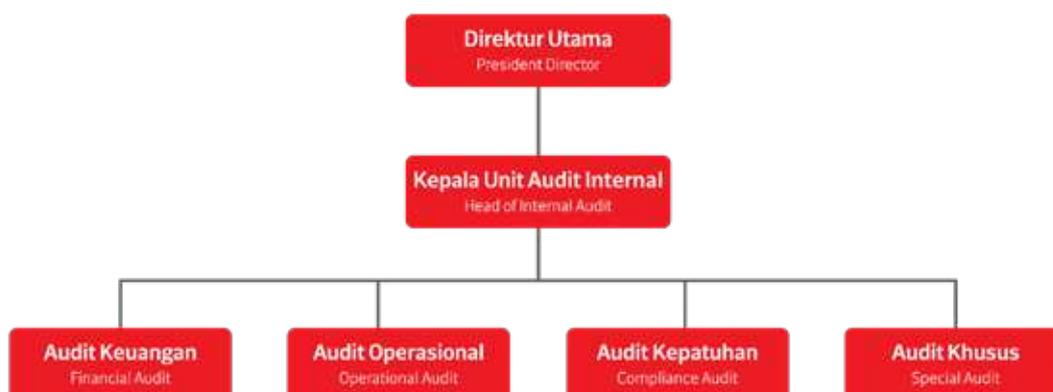 Direktur Utama
President Director
Kepala Unit Audit Internal
Head of Internal Audit
Audit Keuangan
Financial Audit
Audit Operasional
Operational Audit
Audit Kepatuhan
Compliance Audit
Audit Khusus
Special Audit